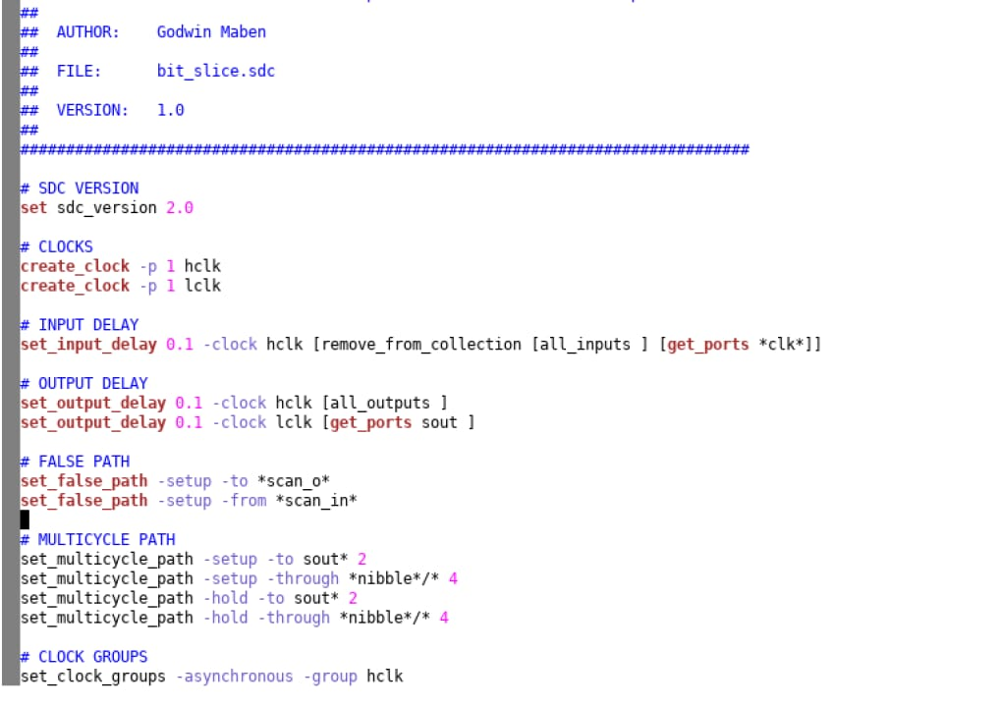 ##
## AUTHOR: Godwin Maben
##
## FILE: bit_slice.sdc
##
## VERSION: 1.0
##
#################################################################################
# SDC VERSION
set sdc_version 2.0
# CLOCKS
create_clock -p 1 hclk
create_clock -p 1 lclk
# INPUT DELAY
set_input_delay 0.1 -clock hclk [remove_from_collection [all_inputs ] [get_ports *clk*]]
# OUTPUT DELAY
set_output_delay 0.1 -clock hclk [all_outputs ]
set_output_delay 0.1 -clock lclk [get_ports sout ]
# FALSE PATH
set_false_path -setup -to *scan_o*
set_false_path -setup -from *scan_in*
# MULTICYCLE PATH
set_multicycle_path -setup -to sout* 2
set_multicycle_path -setup -through *nibble*/* 4
set_multicycle_path -hold -to sout* 2
set_multicycle_path -hold -through *nibble*/* 4
# CLOCK GROUPS
set_clock_groups -asynchronous -group hclk